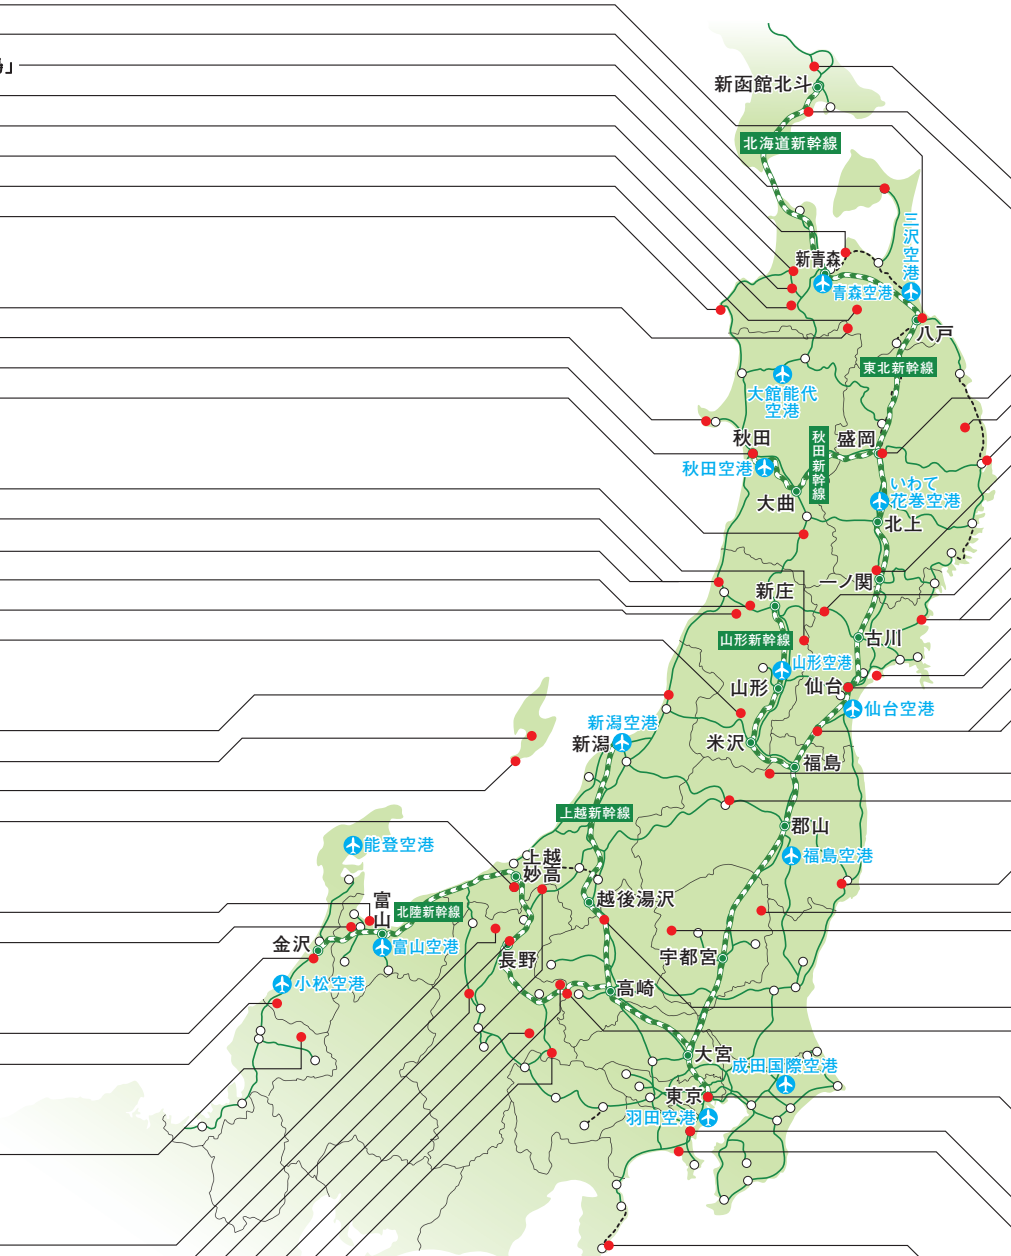 」
新函館北斗
北海道新幹線
三沢空港
新青森
青森空港
八戸
東北新幹線
大館能代
空港
秋田
秋田新幹線
盛岡
秋田空港
いわて
花巻空港
大曲
北上
一ノ関
新庄
山形新幹線
古川
山形空港
山形
仙台
仙台空港
新潟空港
新潟
米沢
福島
上越新幹線
郡山
能登空港
福島空港
上越
妙高
富山
越後湯沢
北陸新幹線
金沢
富山空港
長野
宇都宮
小松空港
高崎
大宮
成田国際空港
東京
羽田空港